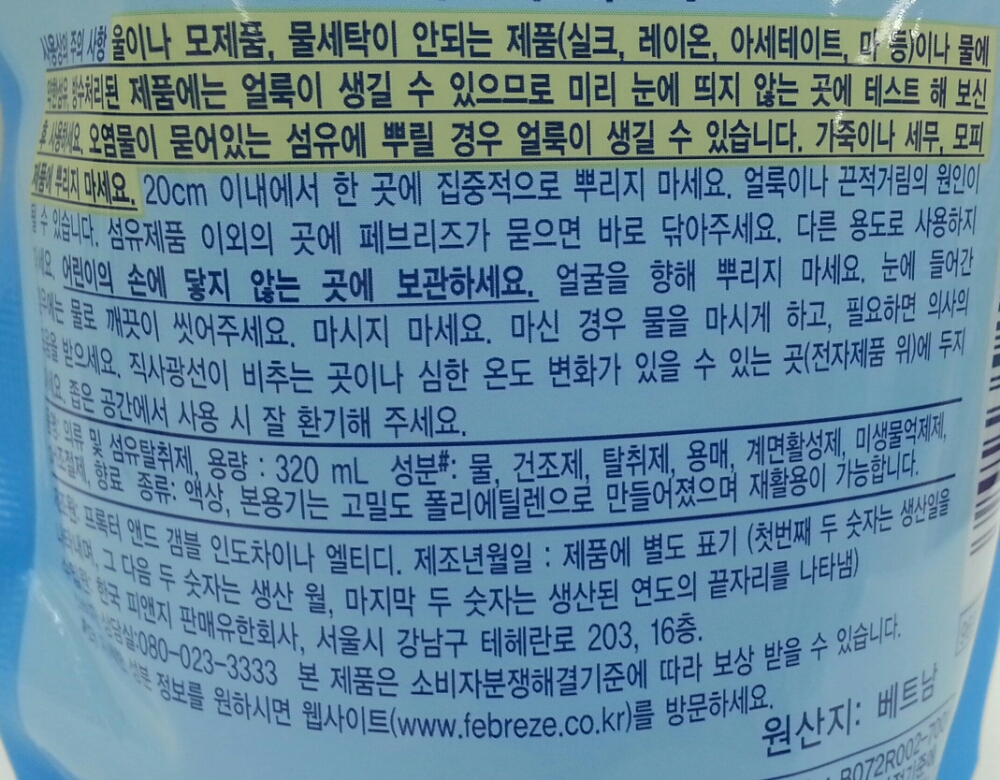 사용상의 주의 사항 울이나 모제품, 물세탁이 안되는 제품(실크, 레이온, 아세테이트, 마 등)이나 물에
약한섬유, 방수처리된 제품에는 얼룩이 생길 수 있으므로 미리 눈에 띄지 않는 곳에 테스트 해 보신
후 사용하세요. 오염물이 묻어있는 섬유에 뿌릴 경우 얼룩이 생길 수 있습니다. 가죽이나 세무, 모피
제품에 뿌리지 마세요. 20cm 이내에서 한 곳에 집중적으로 뿌리지 마세요. 얼룩이나 끈적거림의 원인이
될 수 있습니다. 섬유제품 이외의 곳에 페브리즈가 묻으면 바로 닦아주세요. 다른 용도로 사용하지
마세요. 어린이의 손에 닿지 않는 곳에 보관하세요. 얼굴을 향해 뿌리지 마세요. 눈에 들어간
경우에는 물로 깨끗이 씻어주세요. 마시지 마세요. 마신 경우 물을 마시게 하고, 필요하면 의사의
받으세요. 직사광선이 비추는 곳이나 심한 온도 변화가 있을 수 있는 곳(전자제품 위)에 두지
마세요. 좁은 공간에서 사용 시 잘 환기해 주세요.
의류 및 섬유탈취제, 용량 : 320 mL 성분#: 물, 건조제, 탈취제, 용매, 계면활성제, 미생물억제제,
향료 종류: 액상, 본용기는 고밀도 폴리에틸렌으로 만들어졌으며 재활용이 가능합니다.
제조원: 프록터 앤드 갬블 인도차이나 엘티디. 제조년월일 : 제품에 별도 표기 (첫번째 두 숫자는 생산일을
나타내며, 그 다음 두 숫자는 생산 월, 마지막 두 숫자는 생산된 연도의 끝자리를 나타냄)
한국 피앤지 판매유한회사, 서울시 강남구 테헤란로 203, 16층.
상담실:080-023-3333 본 제품은 소비자분쟁해결기준에 따라 보상 받을 수 있습니다.
성분 정보를 원하시면 웹사이트(www.febreze.co.kr)를 방문하세요.
원산지: 베트남
B072R002-700